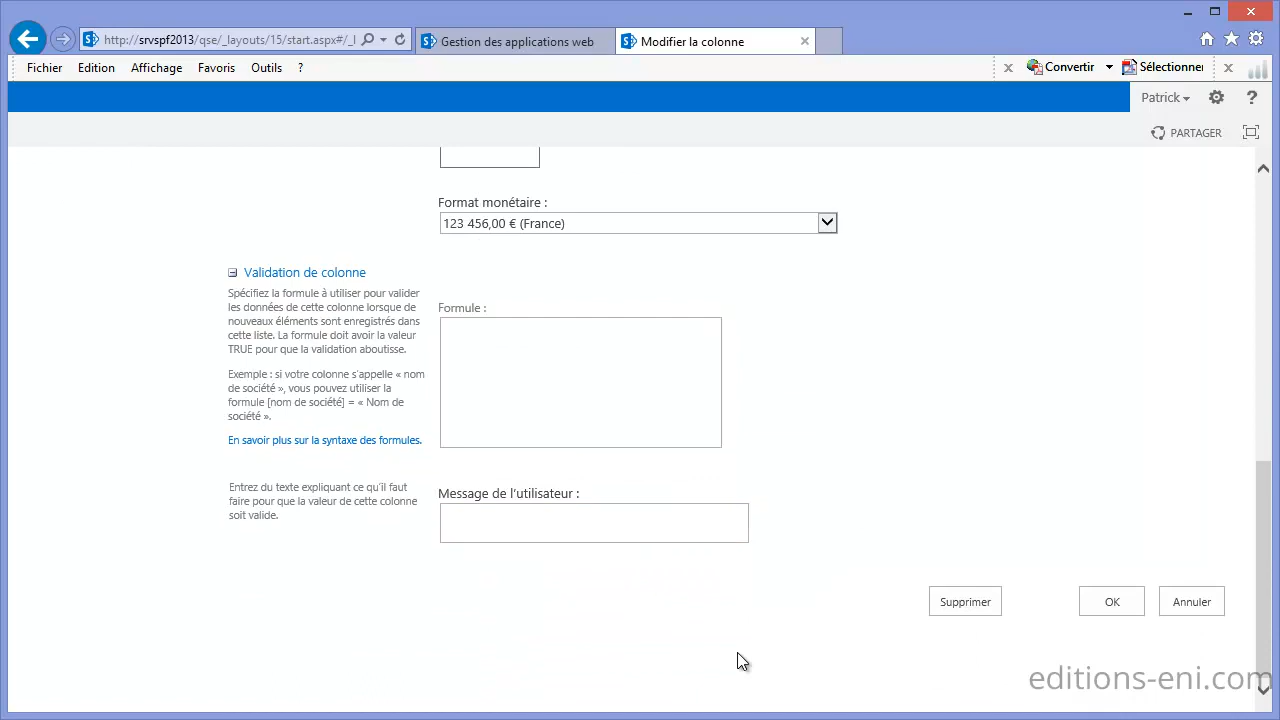 http://srvspf2013/qse/_layouts/15/start.aspx#/_l
Gestion des applications web
Modifier la colonne
Fichier Edition Affichage Favoris Outils ?
Convertir
Sélectionner
Patrick
?
PARTAGER
Format monétaire :
123 456,00 € (France)
Validation de colonne
Spécifiez la formule à utiliser pour valider
les données de cette colonne lorsque de
nouveaux éléments sont enregistrés dans
cette liste. La formule doit avoir la valeur
TRUE pour que la validation aboutisse.
Exemple : si votre colonne s'appelle « nom
de société », vous pouvez utiliser la
formule [nom de société] = « Nom de
société ».
En savoir plus sur la syntaxe des formules.
Formule :
Entrez du texte expliquant ce qu'il faut
faire pour que la valeur de cette colonne
soit valide.
Message de l'utilisateur :
Supprimer
OK
Annuler
editions-eni.com